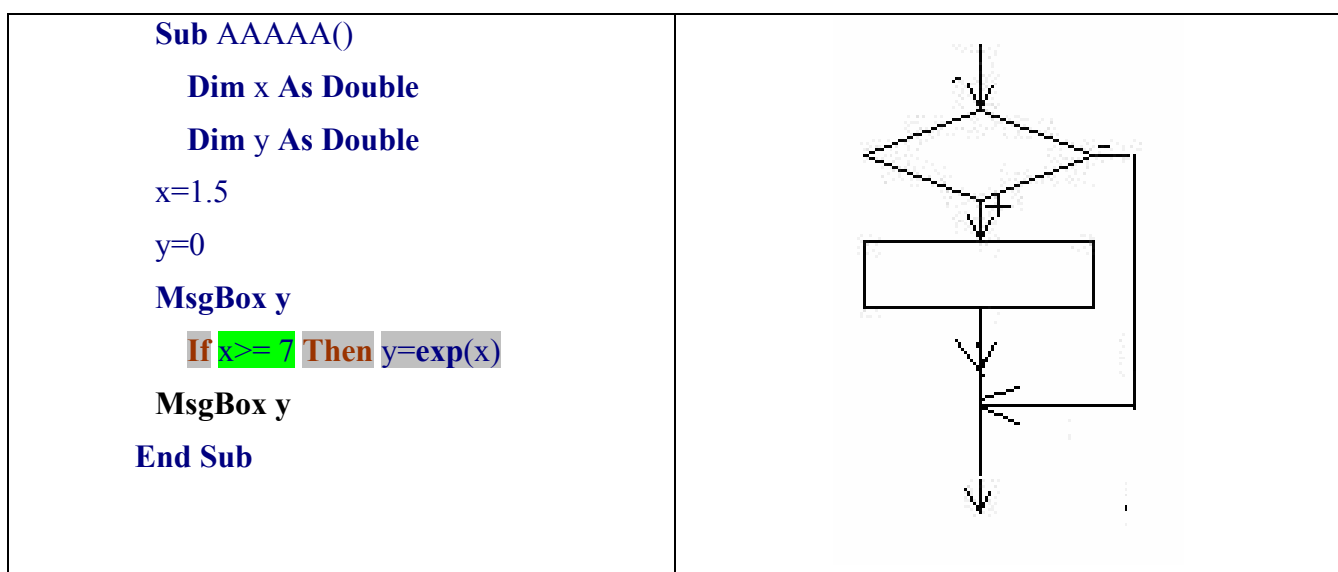 Sub AAAAA()
Dim x As Double
Dim y As Double
x=1.5
y=0
MsgBox y
If x>= 7 Then y=exp(x)
MsgBox y
End Sub
-
+